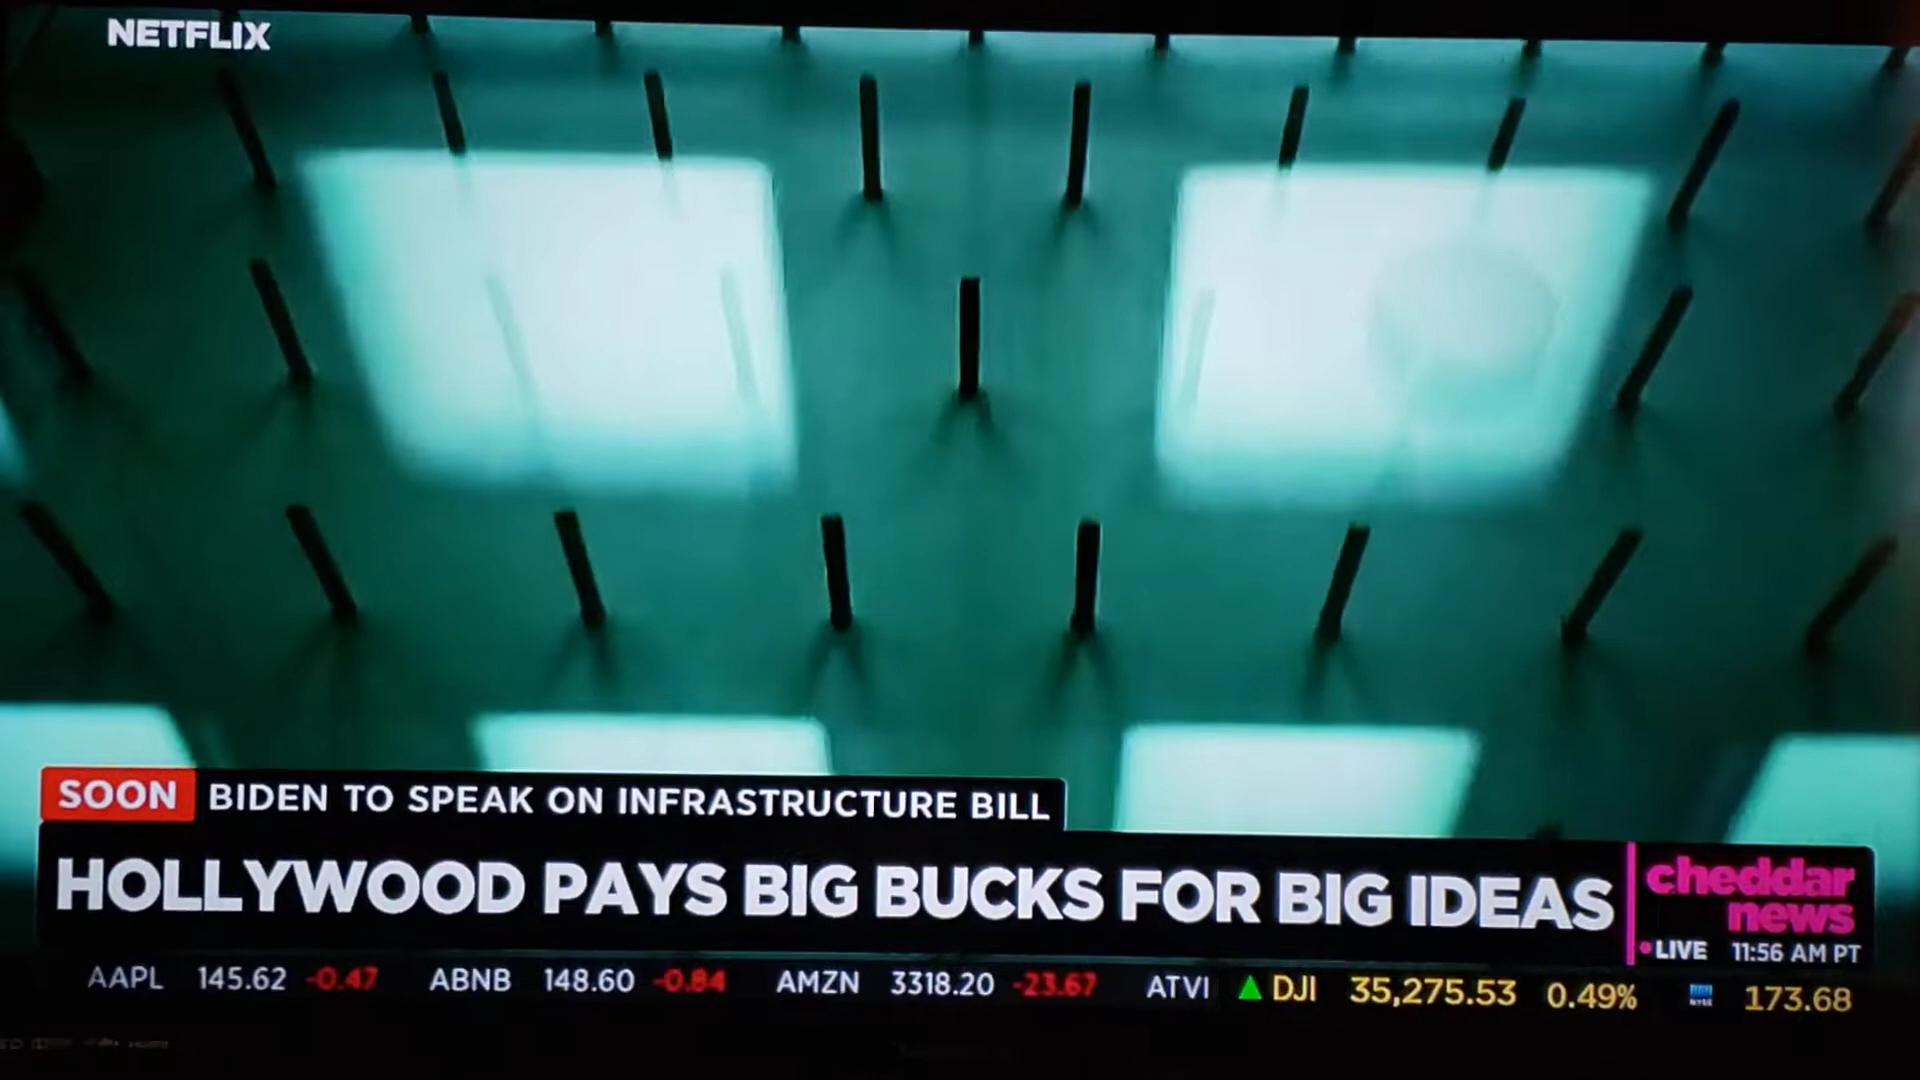 NETFLIX
SOON BIDEN TO SPEAK ON INFRASTRUCTURE BILL
HOLLYWOOD PAYS BIG BUCKS FOR BIG IDEAS
cheddar
news
LIVE 11:56 AM PT
AAPL 145.62 -0.47 ABNB 148.60 -0.84 AMZN 3318.20 -23.67 ATVI ▲ DJI 35,275.53 0.49% NYSE 173.68